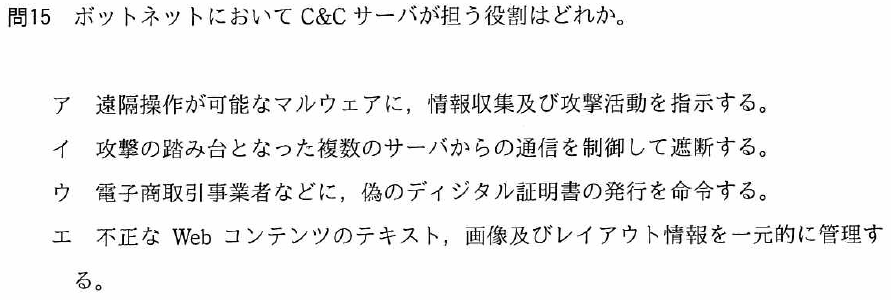 問15 ボットネットにおいて C&C サーバが担う役割はどれか。
ア 遠隔操作が可能なマルウェアに，情報収集及び攻撃活動を指示する。
イ 攻撃の踏み台となった複数のサーバからの通信を制御して遮断する。
ウ 電子商取引事業者などに，偽のディジタル証明書の発行を命令する。
エ 不正な Web コンテンツのテキスト，画像及びレイアウト情報を一元的に管理す
る。